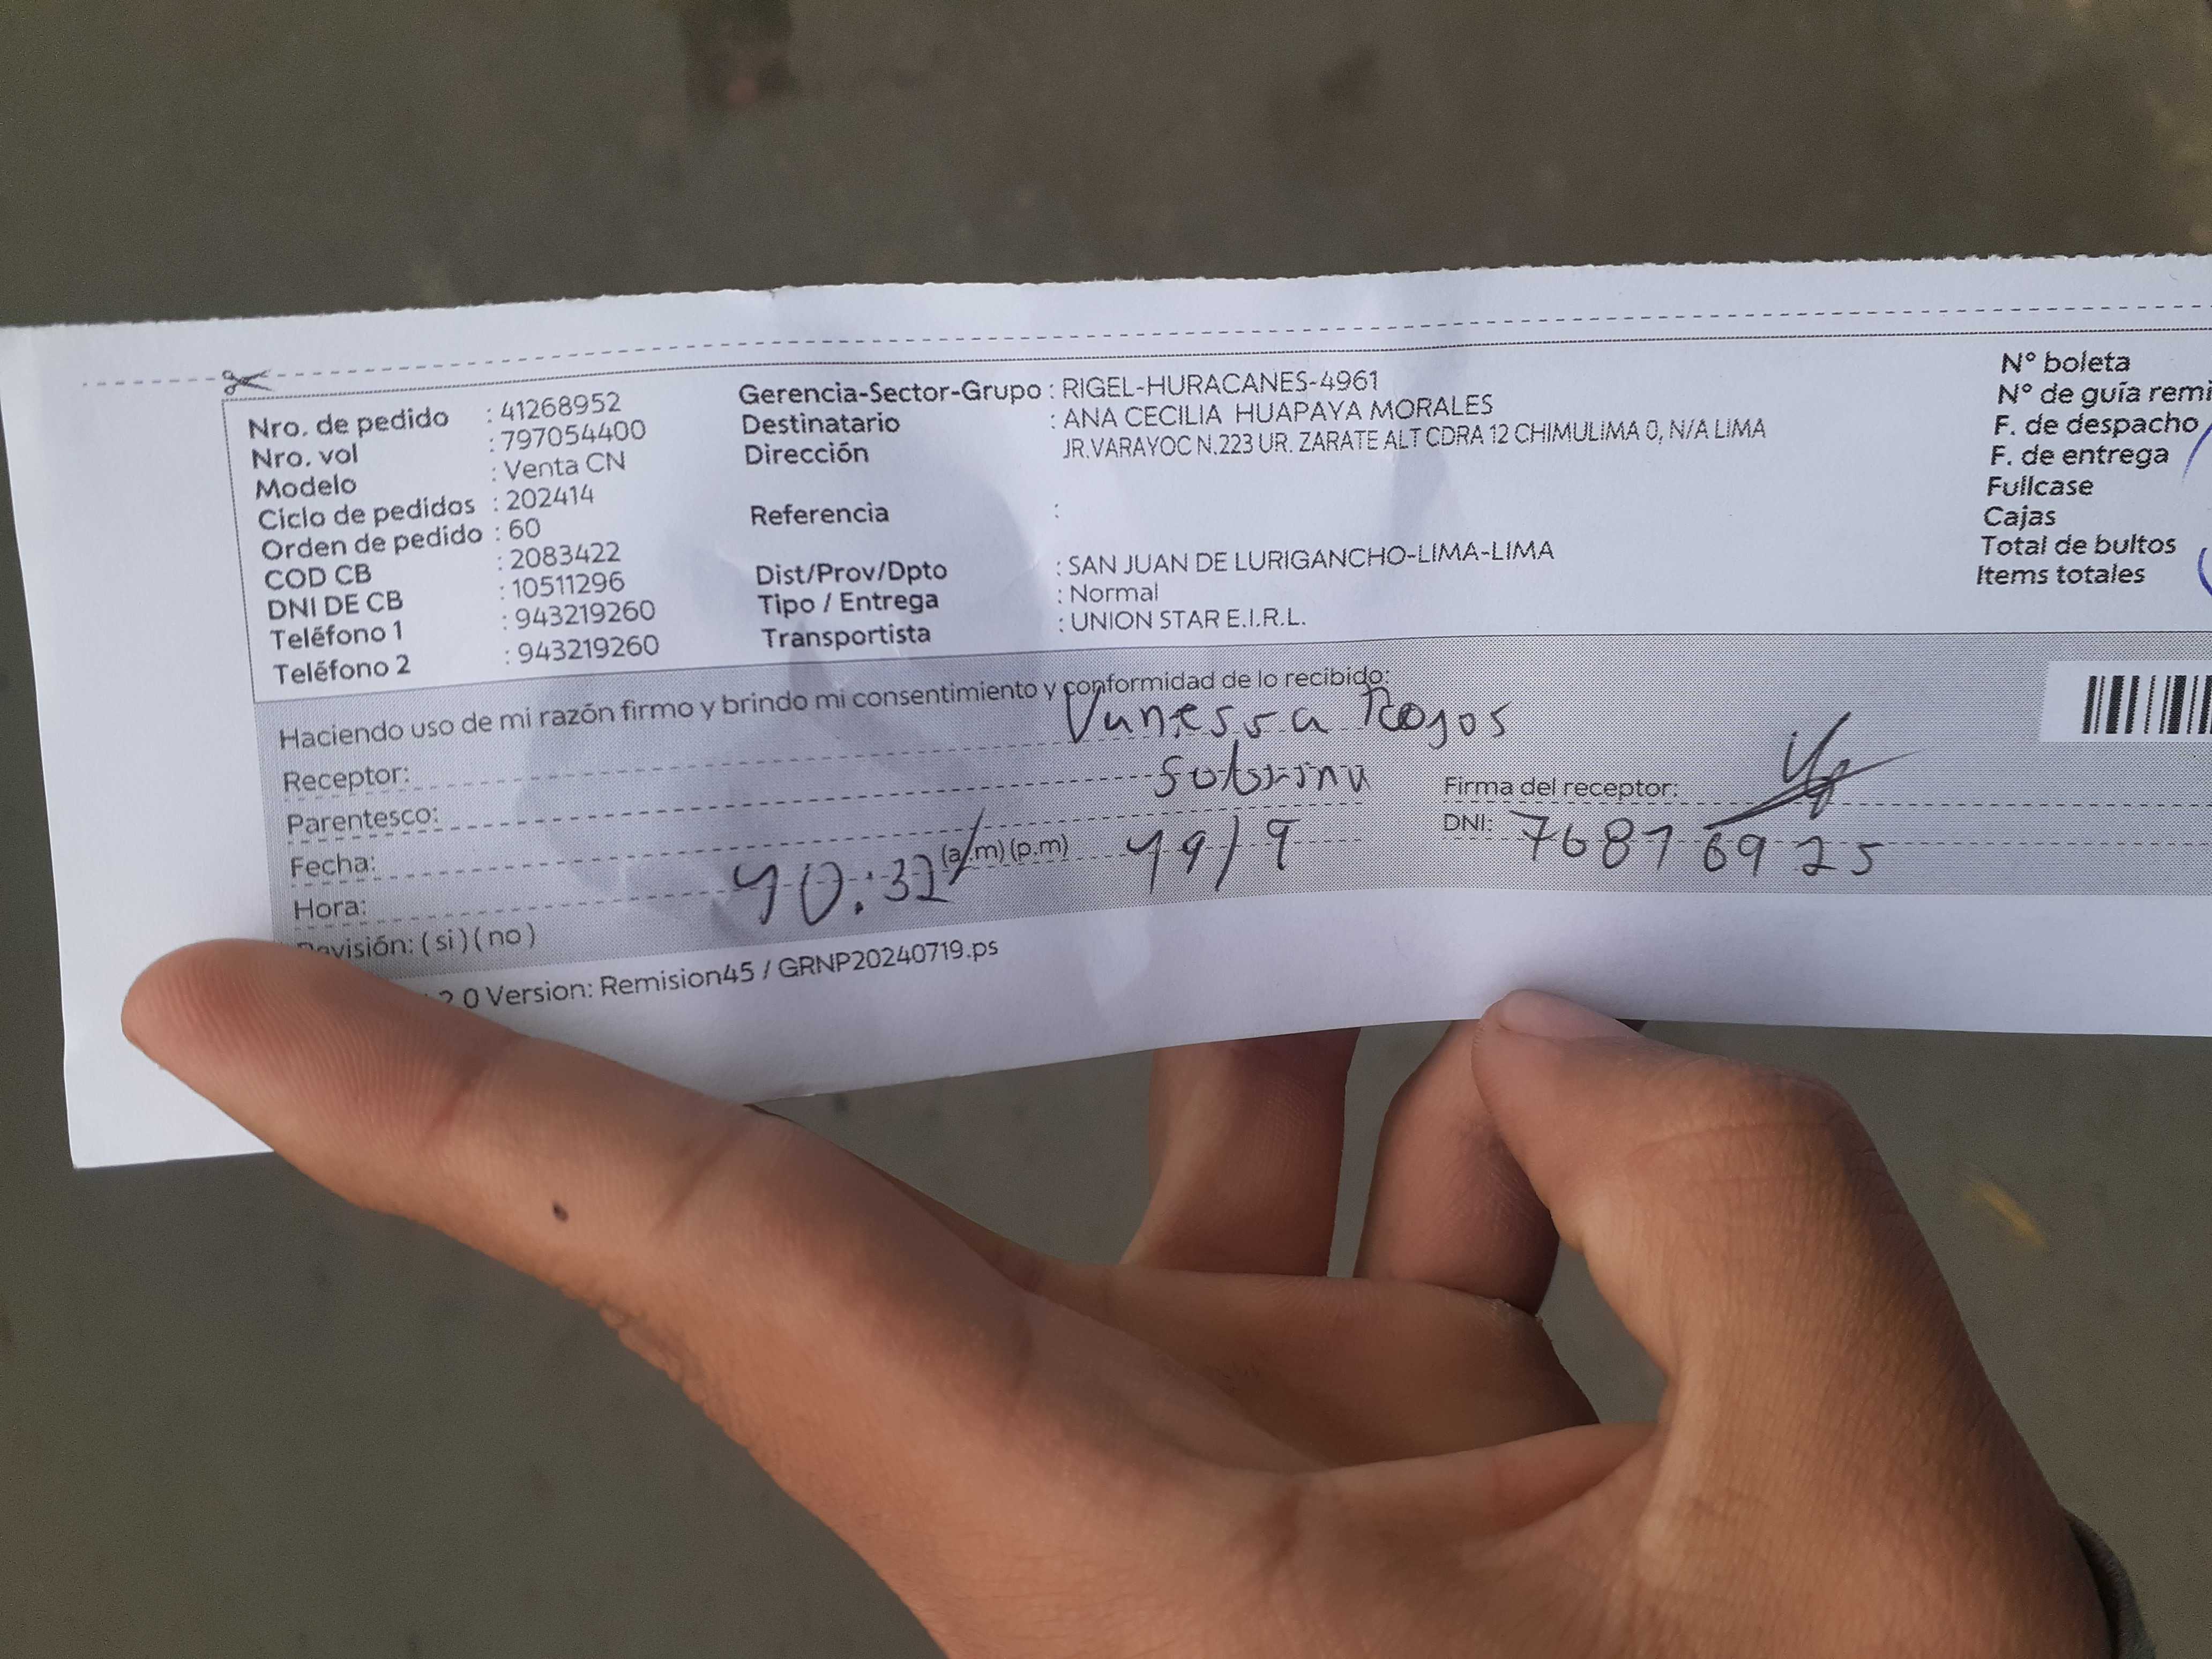 Nro. de pedido : 41268952
Nro. vol : 797054400
Modelo : Venta CN
Ciclo de pedidos : 202414
Orden de pedido : 60
COD CB : 2083422
DNI DE CB : 10511296
Teléfono 1 : 943219260
Teléfono 2 : 943219260
Gerencia-Sector-Grupo : RIGEL-HURACANES-4961
Destinatario : ANA CECILIA HUAPAYA MORALES
Dirección JR.VARAYOC N.223 UR. ZARATE ALT CDRA 12 CHIMULIMA 0, N/A LIMA
Referencia :
Dist/Prov/Dpto : SAN JUAN DE LURIGANCHO-LIMA-LIMA
Tipo / Entrega : Normal
Transportista : UNION STAR E.I.R.L.
N° boleta
N° de guía remi
F. de despacho
F. de entrega
Fullcase
Cajas
Total de bultos
Items totales
Haciendo uso de mi razón firmo y brindo mi consentimiento y conformidad de lo recibido:
Receptor: Vanessa Rojas
Parentesco: Sobrina
Fecha: 19/9
Hora: 10:32 (a.m) (p.m)
Firma del receptor:
DNI: 76876925
Revisión: ( si ) ( no )
2.0 Version: Remision45 / GRNP20240719.ps